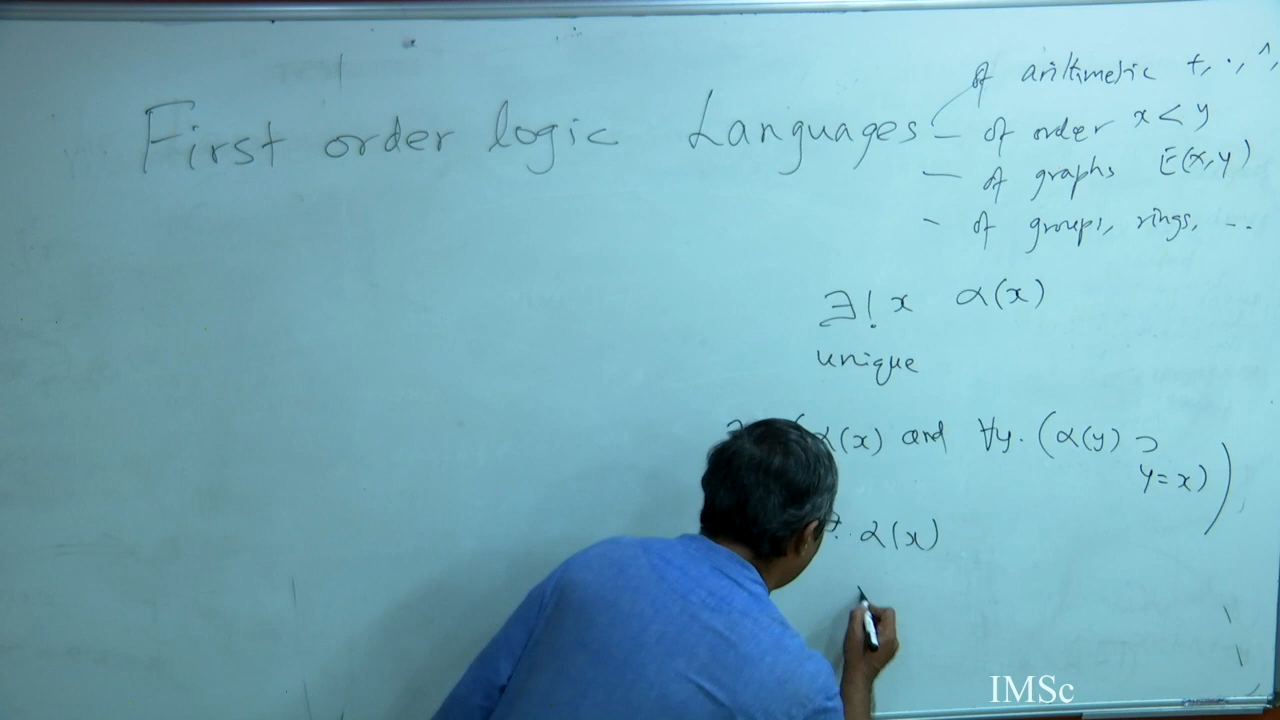 First order logic Languages
of arithmetic +, ·, ^,
– of order x < y
– of graphs E(x,y)
– of groups, rings, ...
∃! x α(x)
unique
α(x) and ∀y. (α(y) ⊃
y = x))
α(x)
IMSc